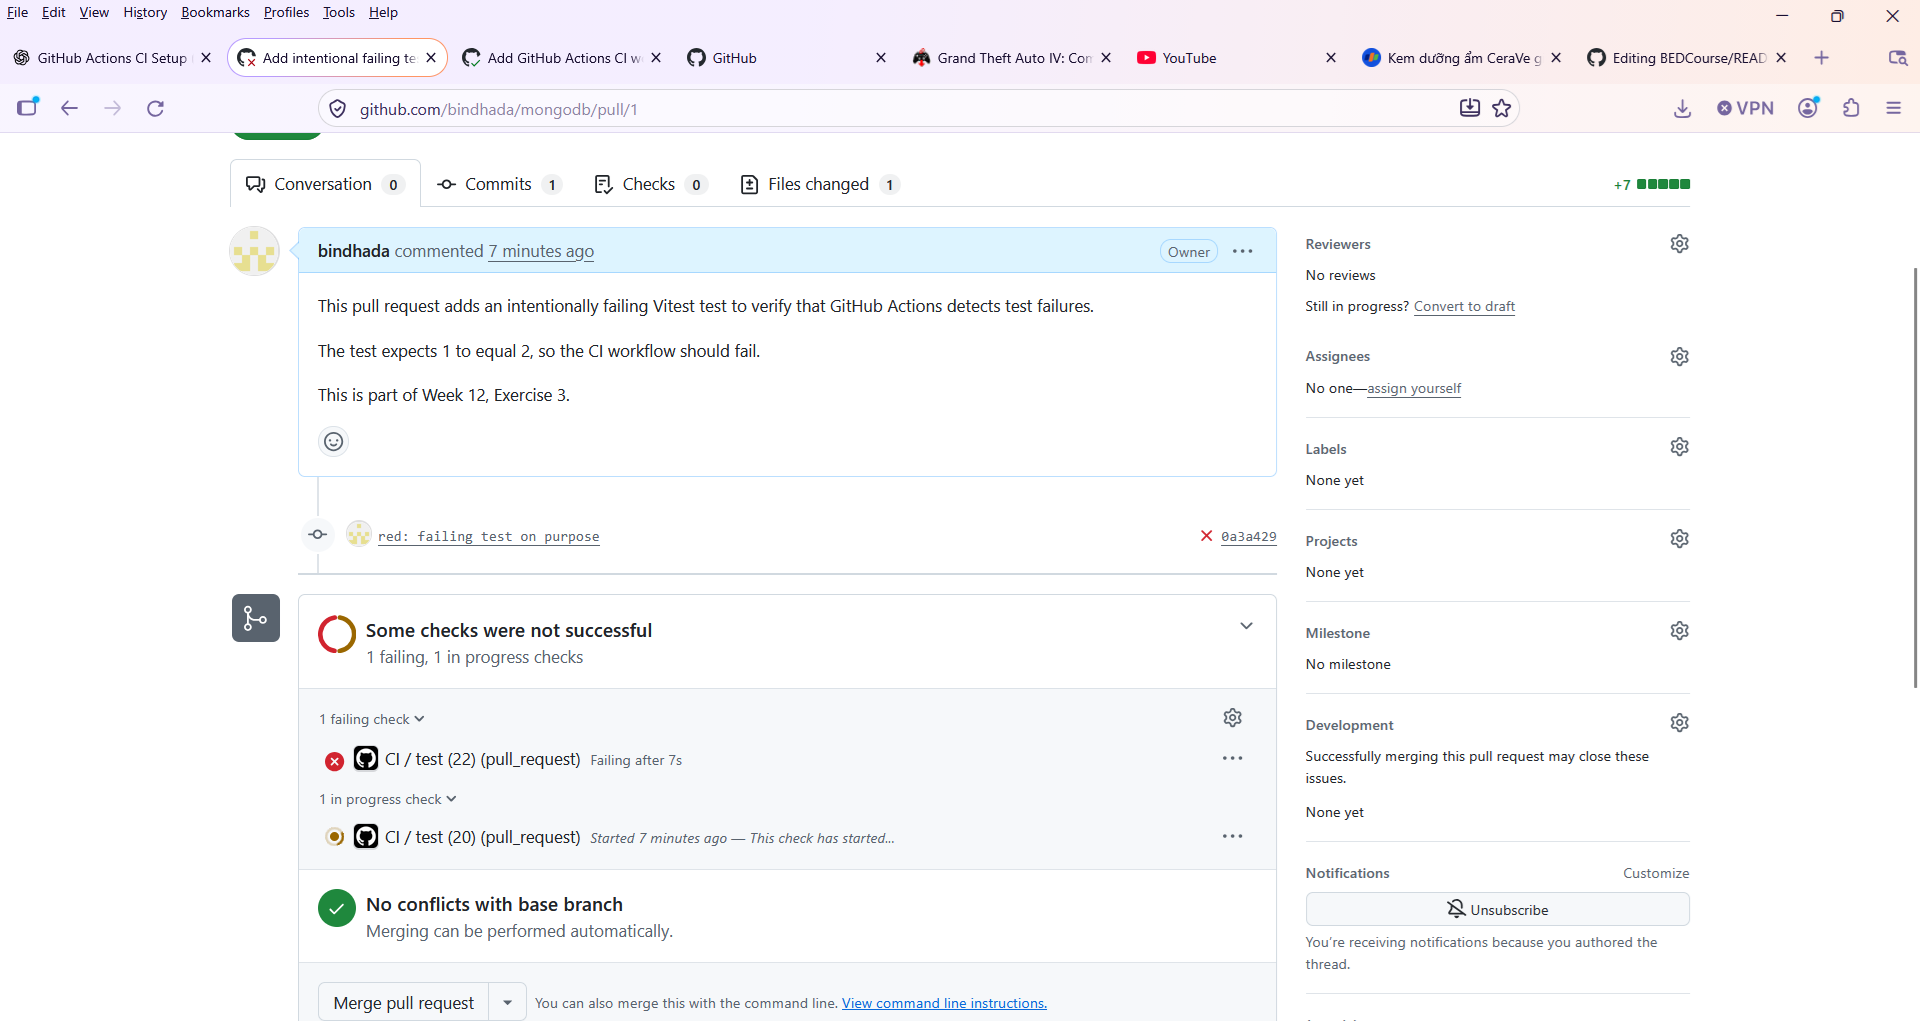 File Edit View History Bookmarks Profiles Tools Help
GitHub Actions CI Setup
Add intentional failing te
Add GitHub Actions CI w
GitHub
Grand Theft Auto IV: Con
YouTube
Kem dưỡng ẩm CeraVe g
Editing BEDCourse/READ
github.com/bindhada/mongodb/pull/1
VPN
Conversation 0
Commits 1
Checks 0
Files changed 1
+7
bindhada commented 7 minutes ago
Owner
This pull request adds an intentionally failing Vitest test to verify that GitHub Actions detects test failures.
The test expects 1 to equal 2, so the CI workflow should fail.
This is part of Week 12, Exercise 3.
red: failing test on purpose
0a3a429
Some checks were not successful
1 failing, 1 in progress checks
1 failing check
CI / test (22) (pull_request) Failing after 7s
1 in progress check
CI / test (20) (pull_request) Started 7 minutes ago — This check has started...
No conflicts with base branch
Merging can be performed automatically.
Merge pull request
You can also merge this with the command line. View command line instructions.
Reviewers
No reviews
Still in progress? Convert to draft
Assignees
No one—assign yourself
Labels
None yet
Projects
None yet
Milestone
No milestone
Development
Successfully merging this pull request may close these
issues.
None yet
Notifications
Customize
Unsubscribe
You're receiving notifications because you authored the
thread.